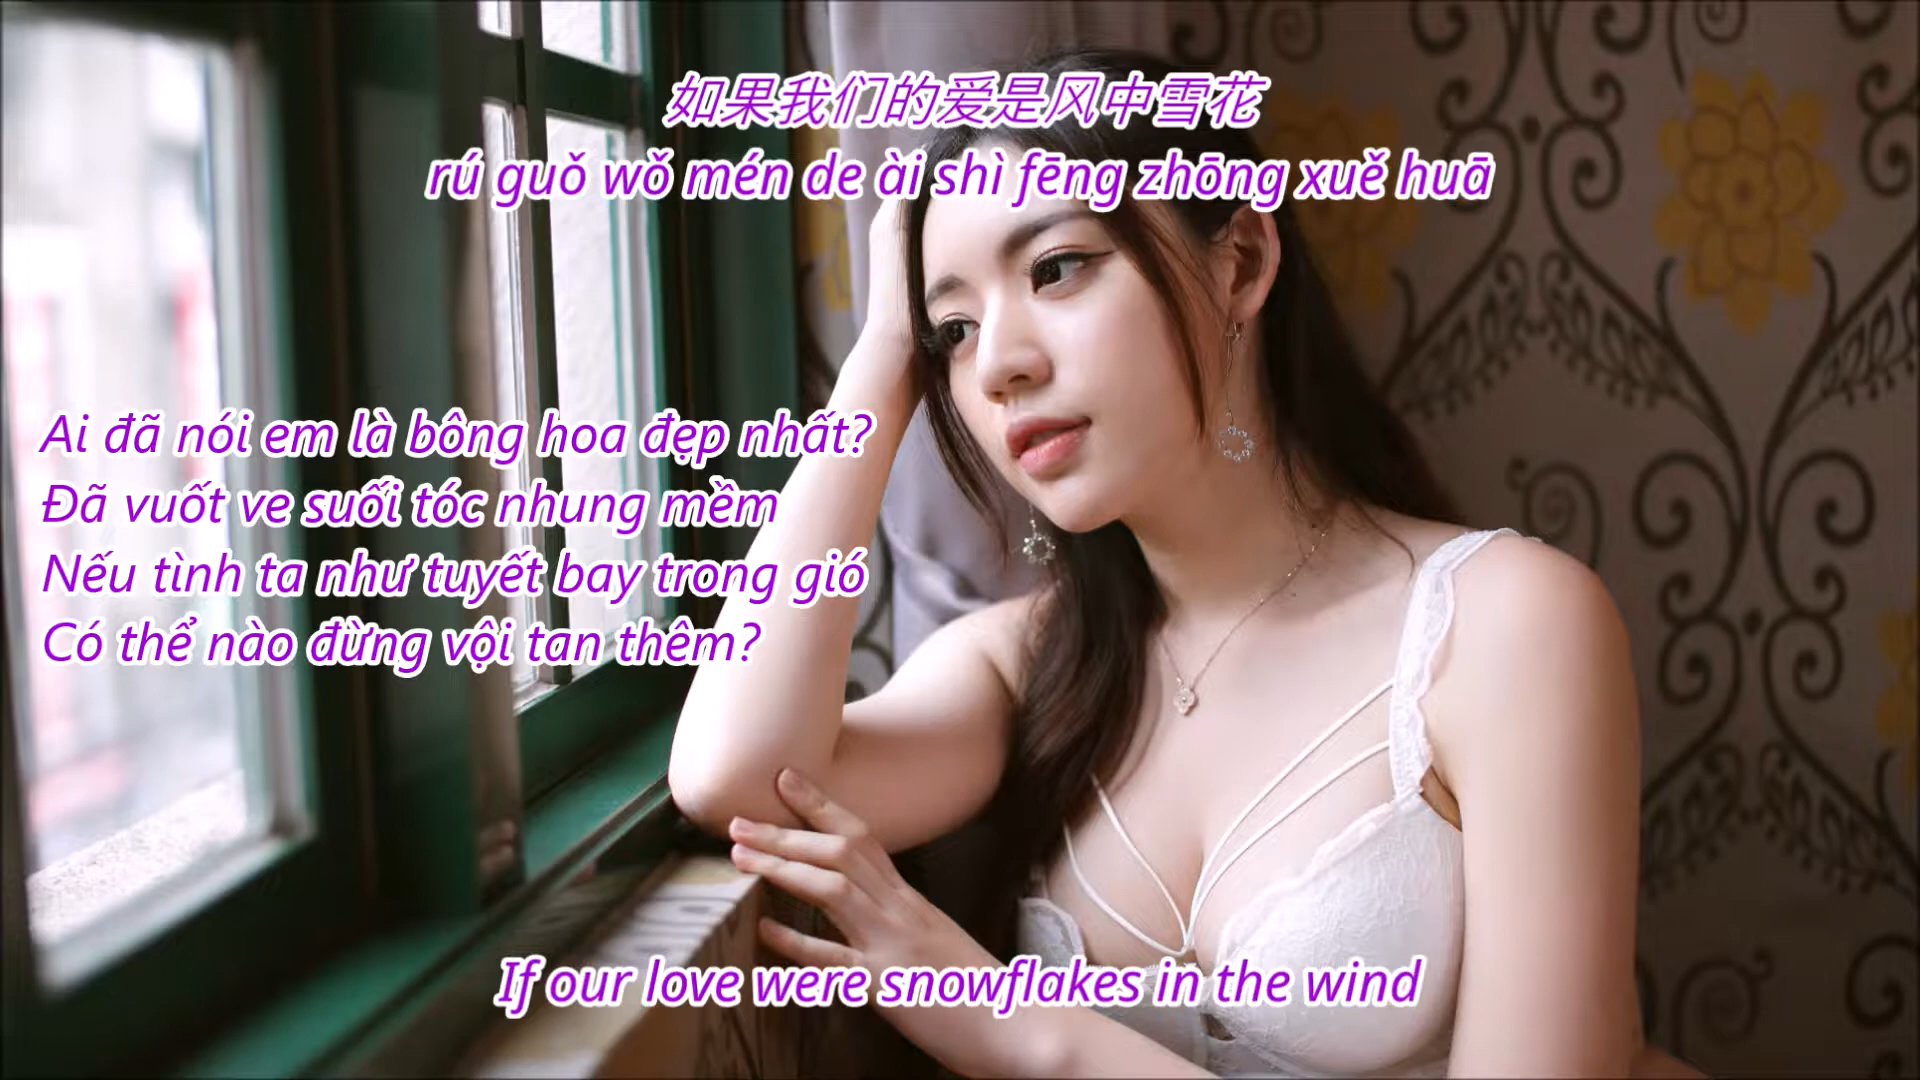 如果我们的爱是风中雪花
rú guǒ wǒ mén de ài shì fēng zhōng xuě huā
Ai đã nói em là bông hoa đẹp nhất?
Đã vuốt ve suối tóc nhung mềm
Nếu tình ta như tuyết bay trong gió
Có thể nào đừng vội tan thêm?
If our love were snowflakes in the wind